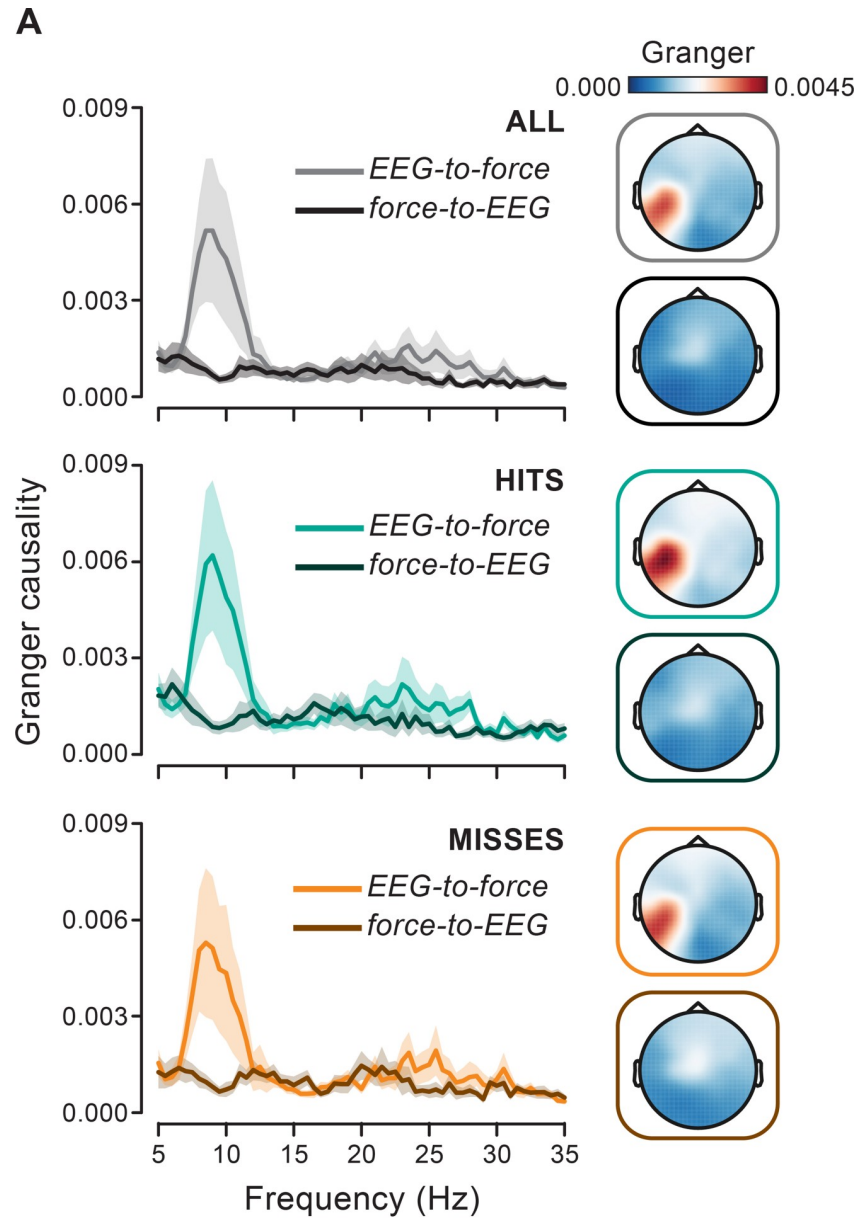 A
Granger
0.000 0.0045
0.009
ALL
EEG-to-force
0.006
force-to-EEG
0.003
0.000
0.009
HITS
EEG-to-force
0.006
force-to-EEG
0.003
0.000
Granger causality
0.009
MISSES
EEG-to-force
0.006
force-to-EEG
0.003
0.000
5 10 15 20 25 30 35
Frequency (Hz)